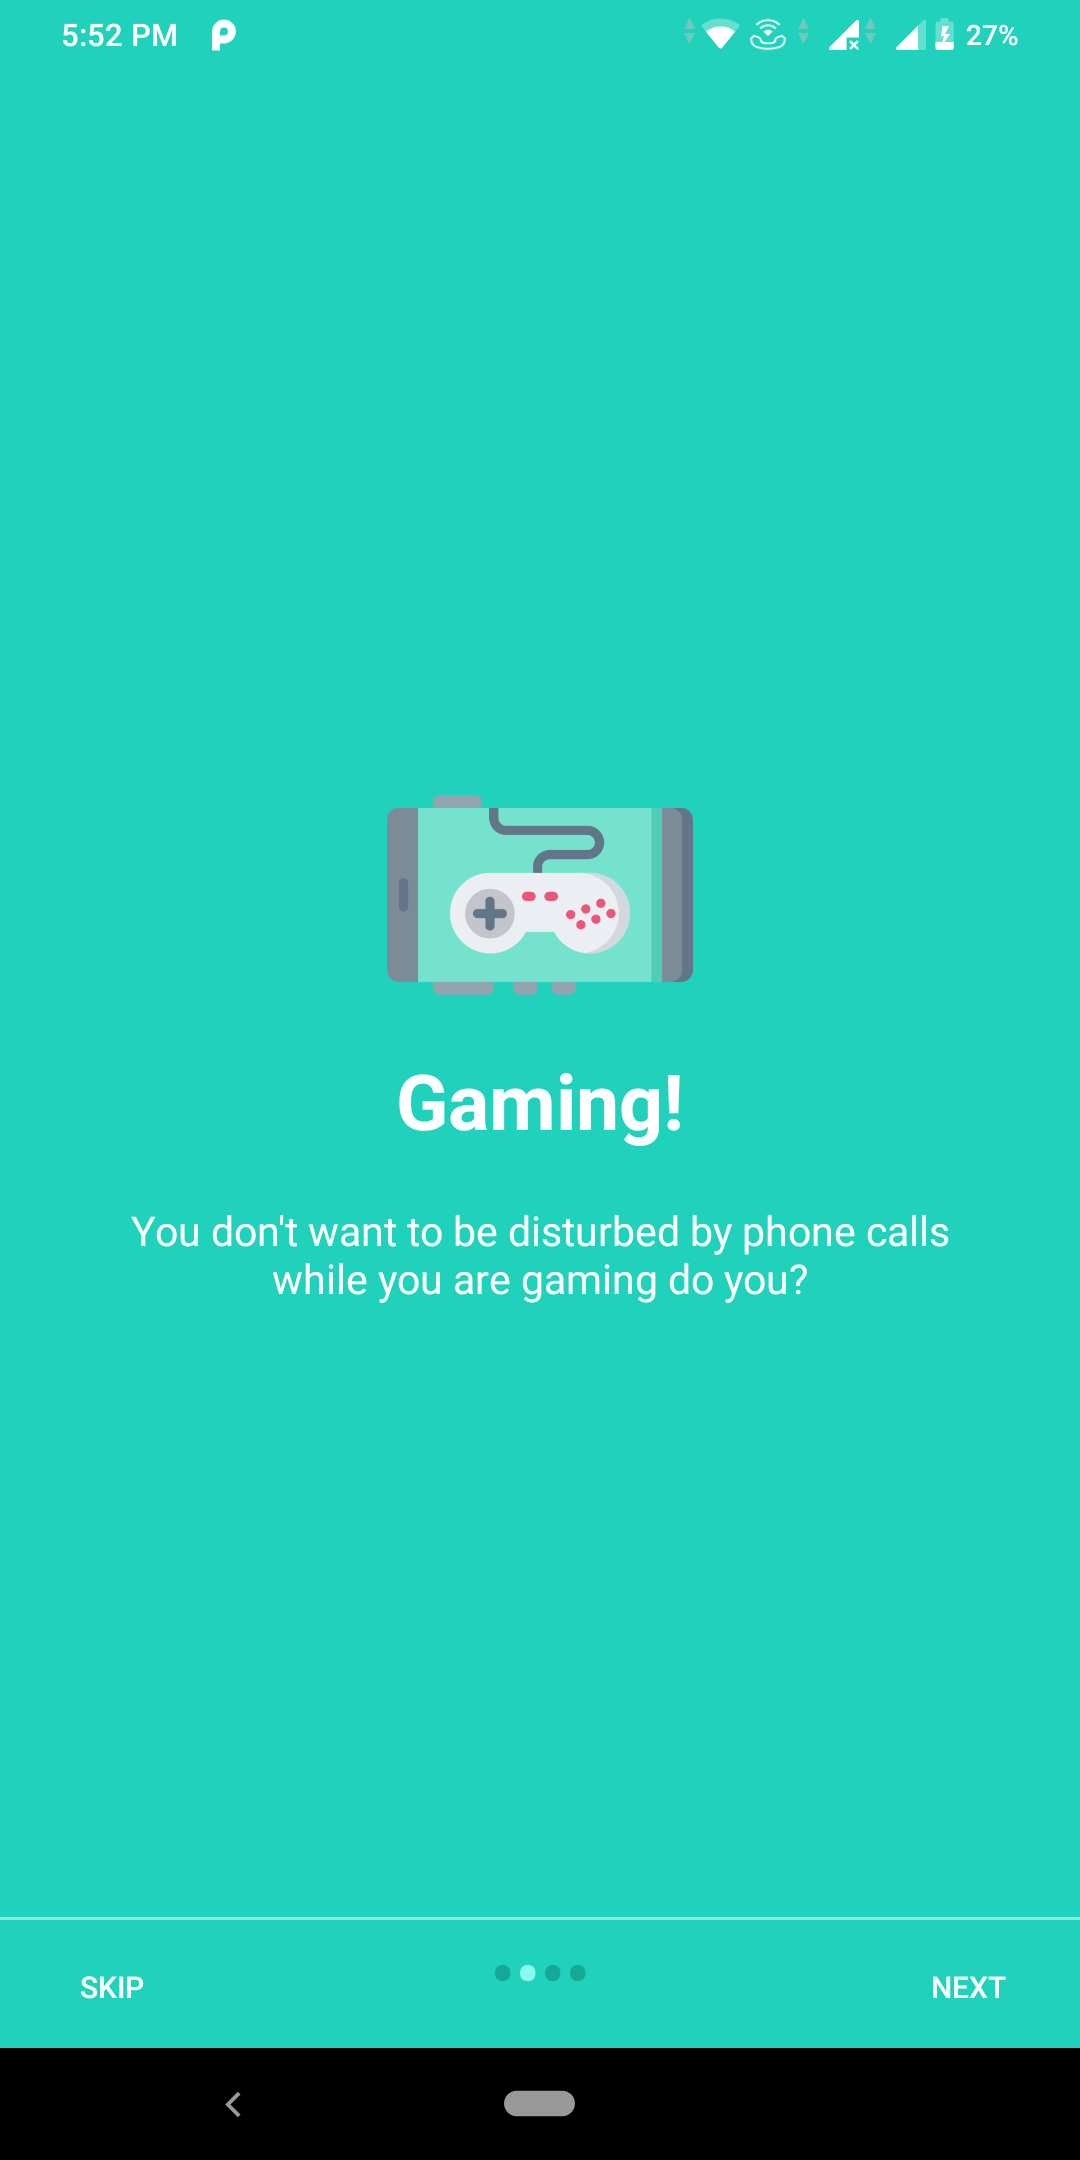 5:52 PM
27%
Gaming!
You don't want to be disturbed by phone calls
while you are gaming do you?
SKIP
NEXT